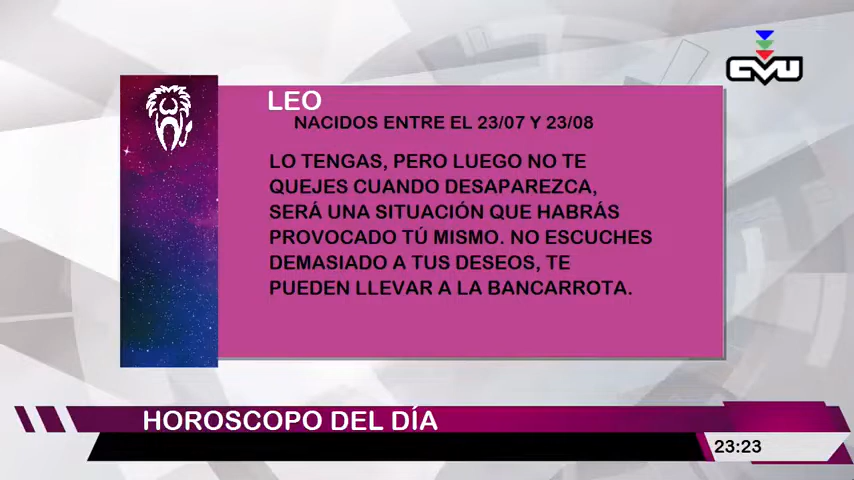 CVU
LEO
NACIDOS ENTRE EL 23/07 Y 23/08
LO TENGAS, PERO LUEGO NO TE
QUEJES CUANDO DESAPAREZCA,
SERÁ UNA SITUACIÓN QUE HABRÁS
PROVOCADO TÚ MISMO. NO ESCUCHES
DEMASIADO A TUS DESEOS, TE
PUEDEN LLEVAR A LA BANCARROTA.
HOROSCOPO DEL DÍA
23:23